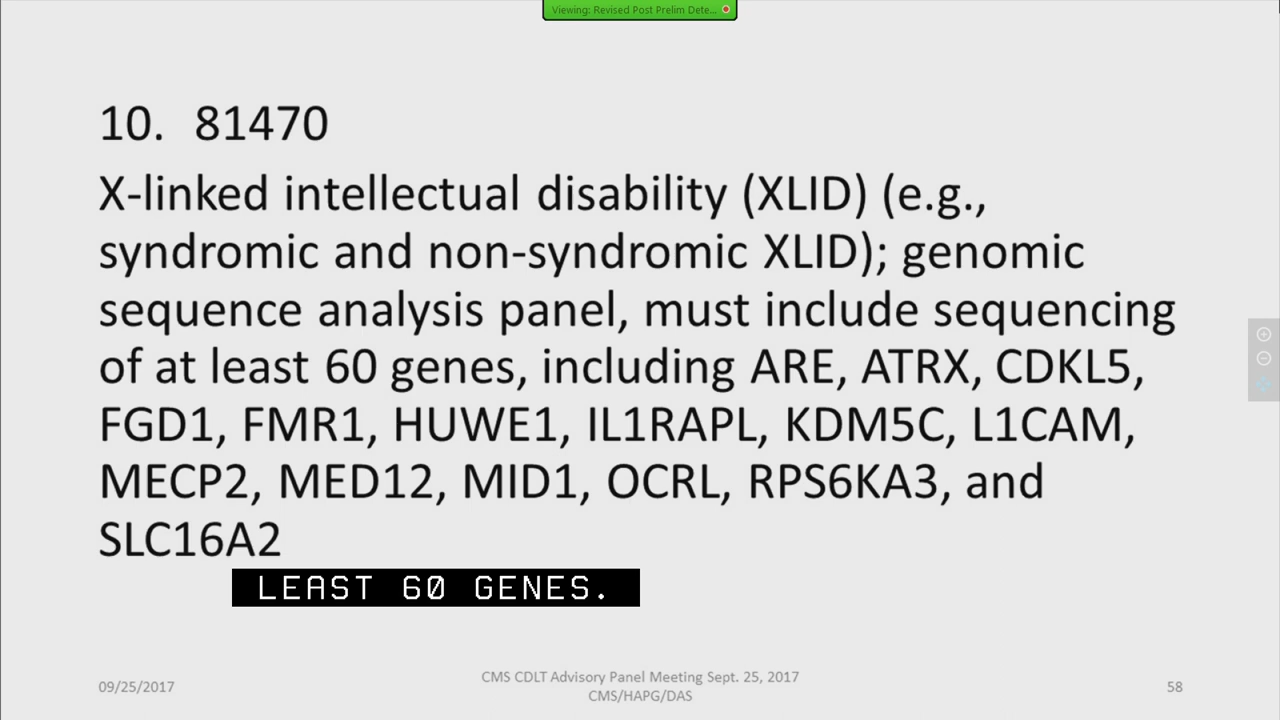 Viewing: Revised Post Prelim Dete...
10. 81470
X-linked intellectual disability (XLID) (e.g.,
syndromic and non-syndromic XLID); genomic
sequence analysis panel, must include sequencing
of at least 60 genes, including ARE, ATRX, CDKL5,
FGD1, FMR1, HUWE1, IL1RAPL, KDM5C, L1CAM,
MECP2, MED12, MID1, OCRL, RPS6KA3, and
SLC16A2
LEAST 60 GENES.
09/25/2017
CMS CDLT Advisory Panel Meeting Sept. 25, 2017
CMS/HAPG/DAS
58